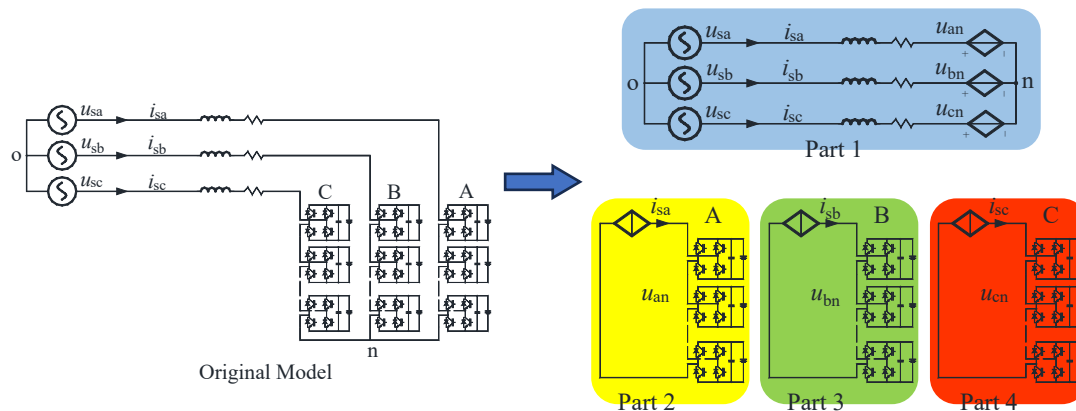 o
u_sa
i_sa
u_sb
i_sb
u_sc
i_sc
C
B
A
n
Original Model
o
u_sa
i_sa
u_an
+
u_sb
i_sb
u_bn
n
+
u_sc
i_sc
u_cn
+
Part 1
i_sa
A
u_an
Part 2
i_sb
B
u_bn
Part 3
i_sc
C
u_cn
Part 4